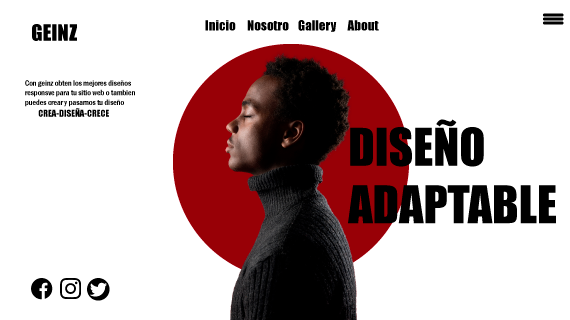 GEINZ
Inicio Nosotro Gallery About
Con geinz obten los mejores diseños
responsve para tu sitio web o tambien
puedes crear y pasarnos tu diseño
CREA-DISEÑA-CRECE
DISEÑO
ADAPTABLE